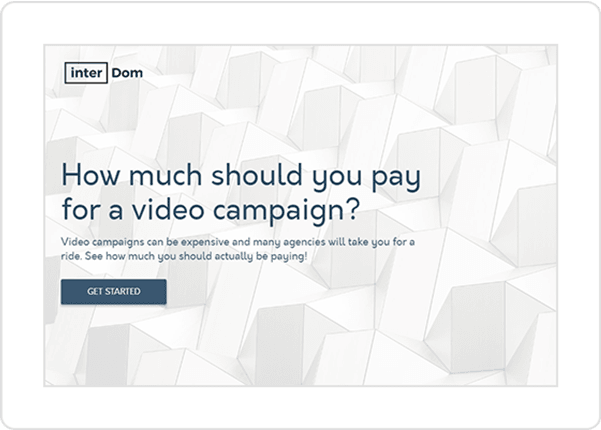 inter Dom
How much should you pay
for a video campaign?
Video campaigns can be expensive and many agencies will take you for a
ride. See how much you should actually be paying!
GET STARTED